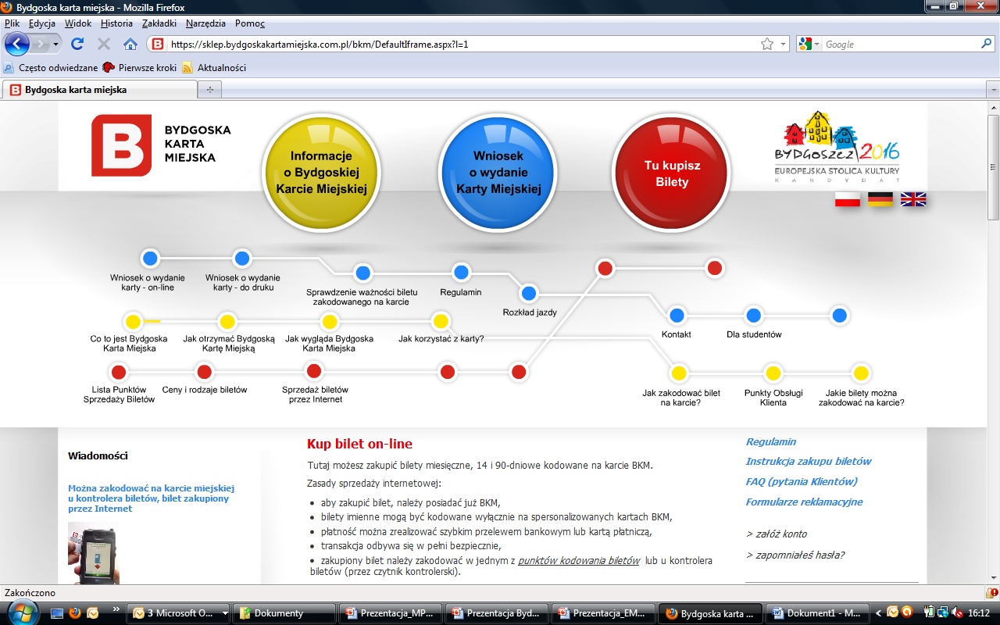 Bydgoska karta miejska - Mozilla Firefox
Plik Edycja Widok Historia Zakładki Narzędzia Pomoc
https://sklep.bydgoskakartamiejska.com.pl/bkm/DefaultIframe.aspx?l=1
Google
Często odwiedzane Pierwsze kroki Aktualności
Bydgoska karta miejska
B
BYDGOSKA
KARTA
MIEJSKA
Informacje
o Bydgoskiej
Karcie Miejskiej
Wniosek
o wydanie
Karty Miejskiej
Tu kupisz
Bilety
BYDGOSZCZ 2016
EUROPEJSKA STOLICA KULTURY
KANDYDAT
Wniosek o wydanie
karty - on-line
Wniosek o wydanie
karty - do druku
Sprawdzenie ważności biletu
zakodowanego na karcie
Regulamin
Rozkład jazdy
Kontakt
Dla studentów
Co to jest Bydgoska
Karta Miejska
Jak otrzymać Bydgoską
Kartę Miejską
Jak wygląda Bydgoska
Karta Miejska
Jak korzystać z karty?
Jak zakodować bilet
na karcie?
Punkty Obsługi
Klienta
Jakie bilety można
zakodować na karcie?
Lista Punktów
Sprzedaży Biletów
Ceny i rodzaje biletów
Sprzedaż biletów
przez Internet
Wiadomości
Można zakodować na karcie miejskiej
u kontrolera biletów, bilet zakupiony
przez Internet
Kup bilet on-line
Tutaj możesz zakupić bilety miesięczne, 14 i 90-dniowe kodowane na karcie BKM.
Zasady sprzedaży internetowej:
• aby zakupić bilet, należy posiadać już BKM,
• bilety imienne mogą być kodowane wyłącznie na spersonalizowanych kartach BKM,
• płatność można zrealizować szybkim przelewem bankowym lub kartą płatniczą,
• transakcja odbywa się w pełni bezpiecznie,
• zakupiony bilet należy zakodować w jednym z punktów kodowania biletów lub u kontrolera
biletów (przez czytnik kontrolerski).
Regulamin
Instrukcja zakupu biletów
FAQ (pytania Klientów)
Formularze reklamacyjne
> załóż konto
> zapomniałeś hasła?
Zakończono
3 Microsoft O...
Dokumenty
Prezentacja_MP...
Prezentacja Byd...
Prezentacja_EM...
Bydgoska karta ...
Dokument1 - M...
16:12